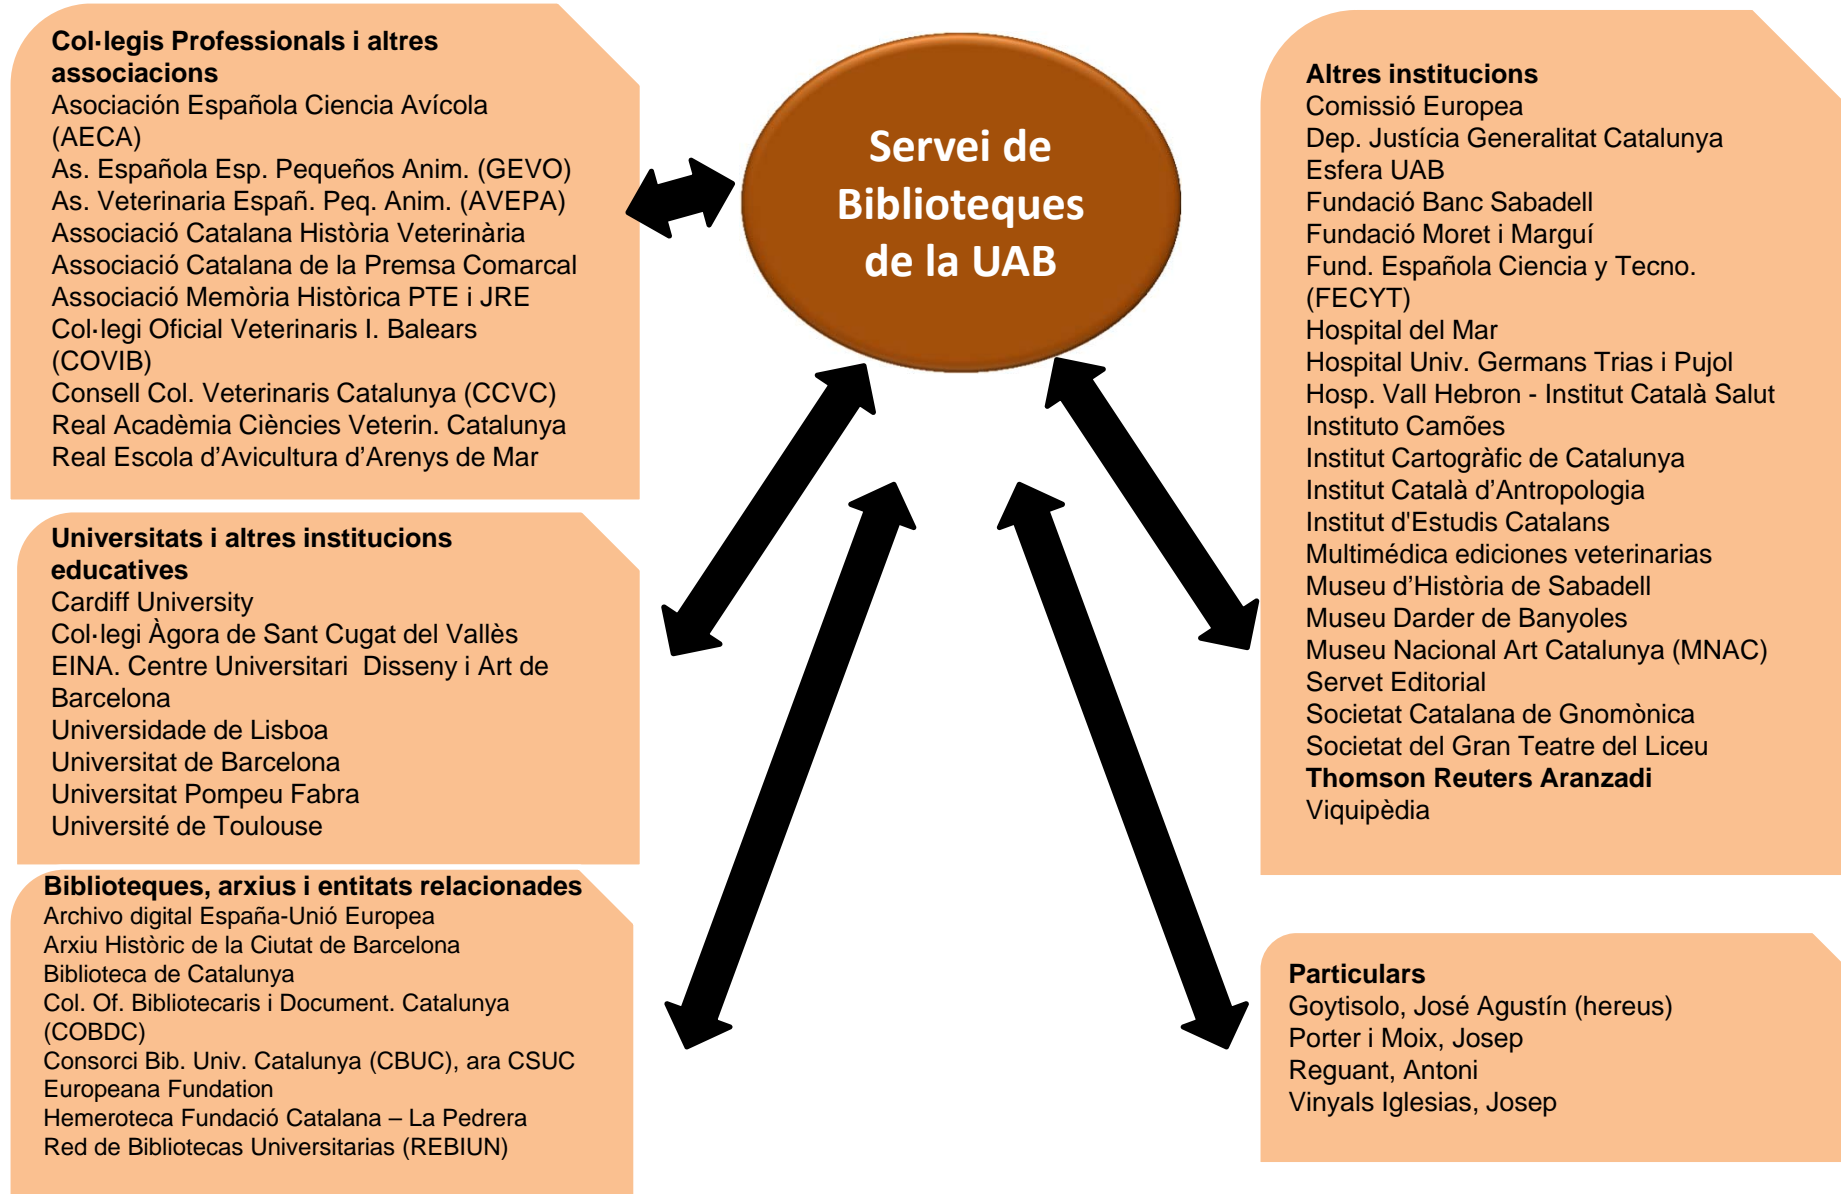 Col·legis Professionals i altres
associacions
Asociación Española Ciencia Avícola
(AECA)
As. Española Esp. Pequeños Anim. (GEVO)
As. Veterinaria Españ. Peq. Anim. (AVEPA)
Associació Catalana Història Veterinària
Associació Catalana de la Premsa Comarcal
Associació Memòria Històrica PTE i JRE
Col·legi Oficial Veterinaris I. Balears
(COVIB)
Consell Col. Veterinaris Catalunya (CCVC)
Real Acadèmia Ciències Veterin. Catalunya
Real Escola d’Avicultura d’Arenys de Mar
Universitats i altres institucions
educatives
Cardiff University
Col·legi Àgora de Sant Cugat del Vallès
EINA. Centre Universitari  Disseny i Art de
Barcelona
Universidade de Lisboa
Universitat de Barcelona
Universitat Pompeu Fabra
Université de Toulouse
Biblioteques, arxius i entitats relacionades
Archivo digital España-Unió Europea
Arxiu Històric de la Ciutat de Barcelona
Biblioteca de Catalunya
Col. Of. Bibliotecaris i Document. Catalunya
(COBDC)
Consorci Bib. Univ. Catalunya (CBUC), ara CSUC
Europeana Fundation
Hemeroteca Fundació Catalana – La Pedrera
Red de Bibliotecas Universitarias (REBIUN)
Servei de
Biblioteques
de la UAB
Altres institucions
Comissió Europea
Dep. Justícia Generalitat Catalunya
Esfera UAB
Fundació Banc Sabadell
Fundació Moret i Marguí
Fund. Española Ciencia y Tecno.
(FECYT)
Hospital del Mar
Hospital Univ. Germans Trias i Pujol
Hosp. Vall Hebron - Institut Català Salut
Instituto Camões
Institut Cartogràfic de Catalunya
Institut Català d’Antropologia
Institut d'Estudis Catalans
Multimédica ediciones veterinarias
Museu d’Història de Sabadell
Museu Darder de Banyoles
Museu Nacional Art Catalunya (MNAC)
Servet Editorial
Societat Catalana de Gnomònica
Societat del Gran Teatre del Liceu
Thomson Reuters Aranzadi
Viquipèdia
Particulars
Goytisolo, José Agustín (hereus)
Porter i Moix, Josep
Reguant, Antoni
Vinyals Iglesias, Josep